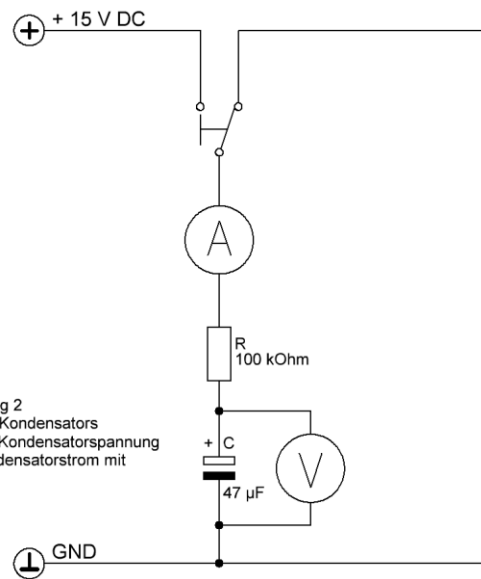 + 15 V DC
A
R
100 kOhm
g 2
Kondensators
Kondensatorspannung
densatorstrom mit
+ C
V
47 µF
GND